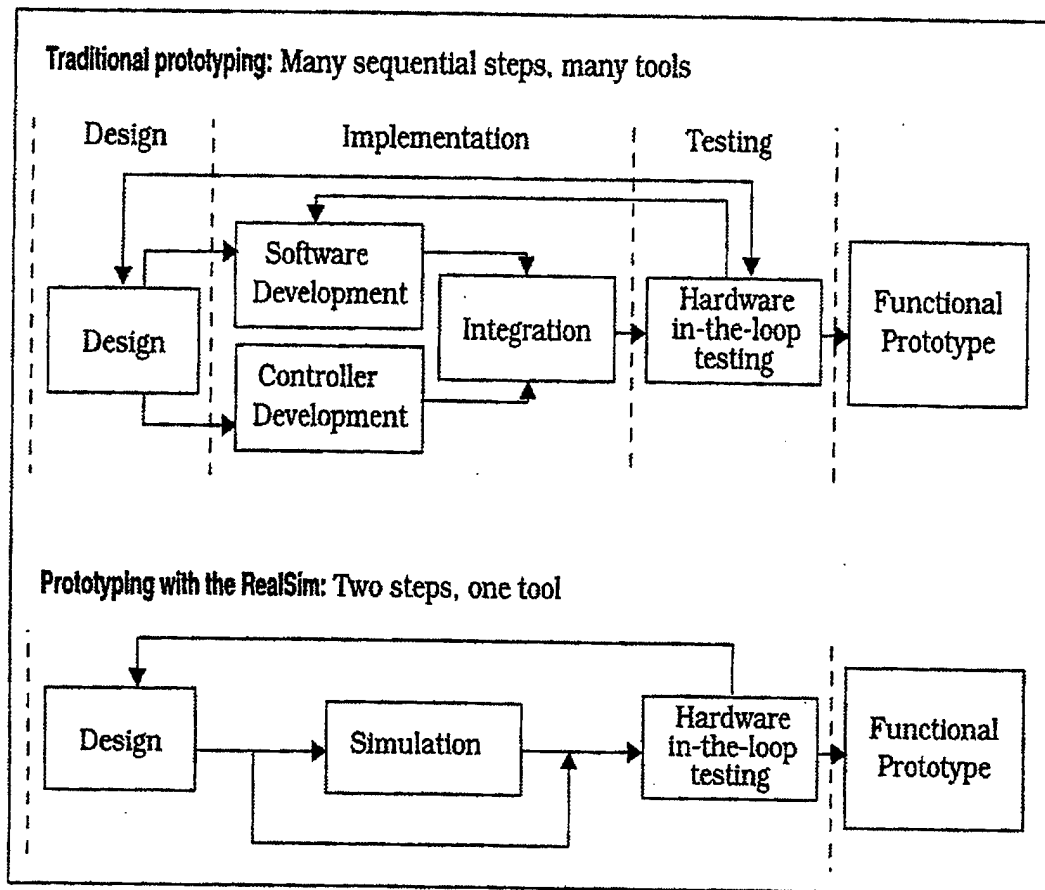 Traditional prototyping: Many sequential steps, many tools
Design
Implementation
Testing
Design
Software
Development
Controller
Development
Integration
Hardware
in-the-loop
testing
Functional
Prototype
Prototyping with the RealSim: Two steps, one tool
Design
Simulation
Hardware
in-the-loop
testing
Functional
Prototype